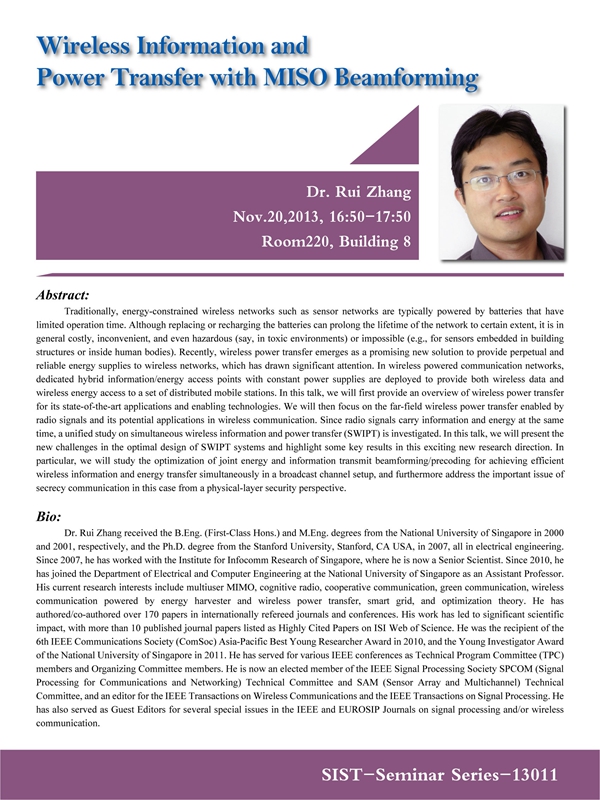 Wireless Information and
Power Transfer with MISO Beamforming
Dr. Rui Zhang
Nov.20,2013, 16:50-17:50
Room220, Building 8
Abstract:
Traditionally, energy-constrained wireless networks such as sensor networks are typically powered by batteries that have
limited operation time. Although replacing or recharging the batteries can prolong the lifetime of the network to certain extent, it is in
general costly, inconvenient, and even hazardous (say, in toxic environments) or impossible (e.g., for sensors embedded in building
structures or inside human bodies). Recently, wireless power transfer emerges as a promising new solution to provide perpetual and
reliable energy supplies to wireless networks, which has drawn significant attention. In wireless powered communication networks,
dedicated hybrid information/energy access points with constant power supplies are deployed to provide both wireless data and
wireless energy access to a set of distributed mobile stations. In this talk, we will first provide an overview of wireless power transfer
for its state-of-the-art applications and enabling technologies. We will then focus on the far-field wireless power transfer enabled by
radio signals and its potential applications in wireless communication. Since radio signals carry information and energy at the same
time, a unified study on simultaneous wireless information and power transfer (SWIPT) is investigated. In this talk, we will present the
new challenges in the optimal design of SWIPT systems and highlight some key results in this exciting new research direction. In
particular, we will study the optimization of joint energy and information transmit beamforming/precoding for achieving efficient
wireless information and energy transfer simultaneously in a broadcast channel setup, and furthermore address the important issue of
secrecy communication in this case from a physical-layer security perspective.
Bio:
Dr. Rui Zhang received the B.Eng. (First-Class Hons.) and M.Eng. degrees from the National University of Singapore in 2000
and 2001, respectively, and the Ph.D. degree from the Stanford University, Stanford, CA USA, in 2007, all in electrical engineering.
Since 2007, he has worked with the Institute for Infocomm Research of Singapore, where he is now a Senior Scientist. Since 2010, he
has joined the Department of Electrical and Computer Engineering at the National University of Singapore as an Assistant Professor.
His current research interests include multiuser MIMO, cognitive radio, cooperative communication, green communication, wireless
communication powered by energy harvester and wireless power transfer, smart grid, and optimization theory. He has
authored/co-authored over 170 papers in internationally refereed journals and conferences. His work has led to significant scientific
impact, with more than 10 published journal papers listed as Highly Cited Papers on ISI Web of Science. He was the recipient of the
6th IEEE Communications Society (ComSoc) Asia-Pacific Best Young Researcher Award in 2010, and the Young Investigator Award
of the National University of Singapore in 2011. He has served for various IEEE conferences as Technical Program Committee (TPC)
members and Organizing Committee members. He is now an elected member of the IEEE Signal Processing Society SPCOM (Signal
Processing for Communications and Networking) Technical Committee and SAM (Sensor Array and Multichannel) Technical
Committee, and an editor for the IEEE Transactions on Wireless Communications and the IEEE Transactions on Signal Processing. He
has also served as Guest Editors for several special issues in the IEEE and EUROSIP Journals on signal processing and/or wireless
communication.
SIST-Seminar Series-13011